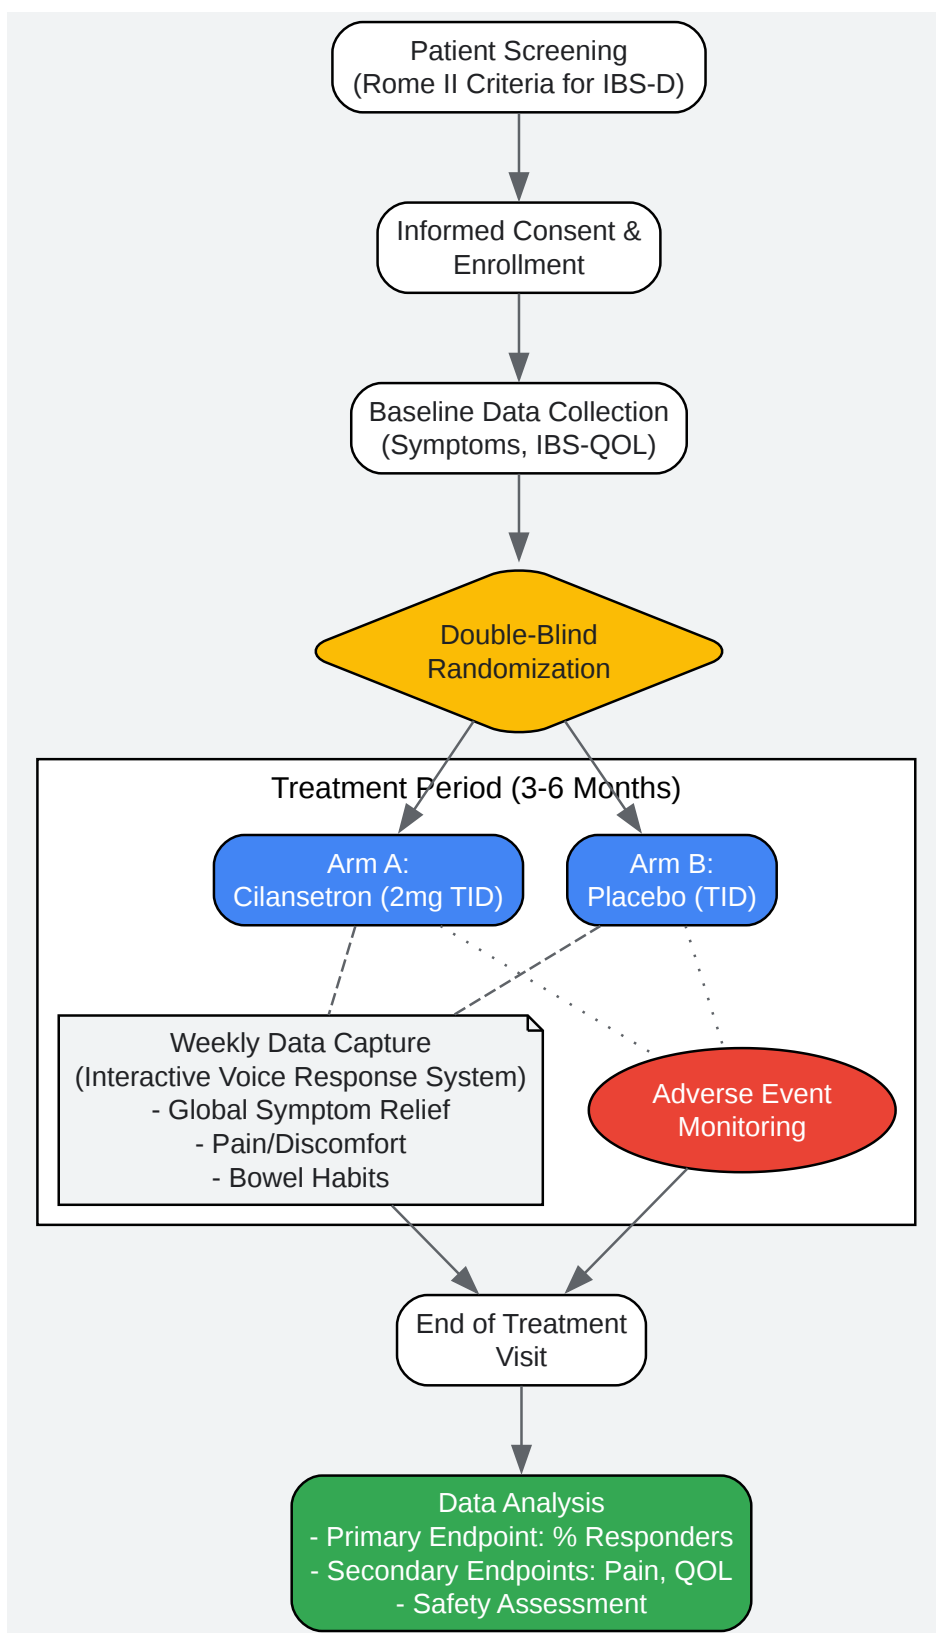 Patient Screening
(Rome II Criteria for IBS-D)
Informed Consent &
Enrollment
Baseline Data Collection
(Symptoms, IBS-QOL)
Double-Blind
Randomization
Treatment Period (3-6 Months)
Arm A:
Cilansetron (2mg TID)
Arm B:
Placebo (TID)
Weekly Data Capture
(Interactive Voice Response System)
- Global Symptom Relief
- Pain/Discomfort
- Bowel Habits
Adverse Event
Monitoring
End of Treatment
Visit
Data Analysis
- Primary Endpoint: % Responders
- Secondary Endpoints: Pain, QOL
- Safety Assessment